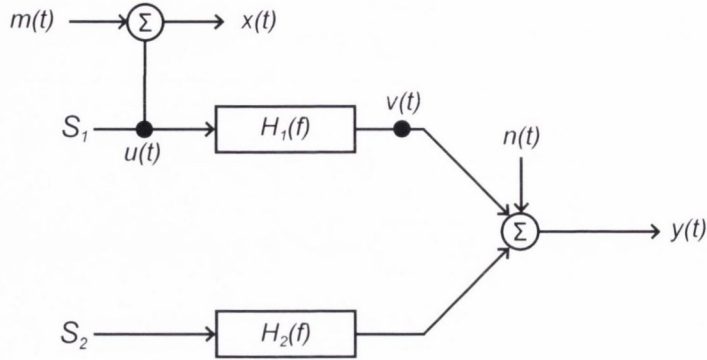 m(t) Σ x(t)
v(t)
S₁ H₁(f) n(t)
u(t)
Σ y(t)
S₂ H₂(f)